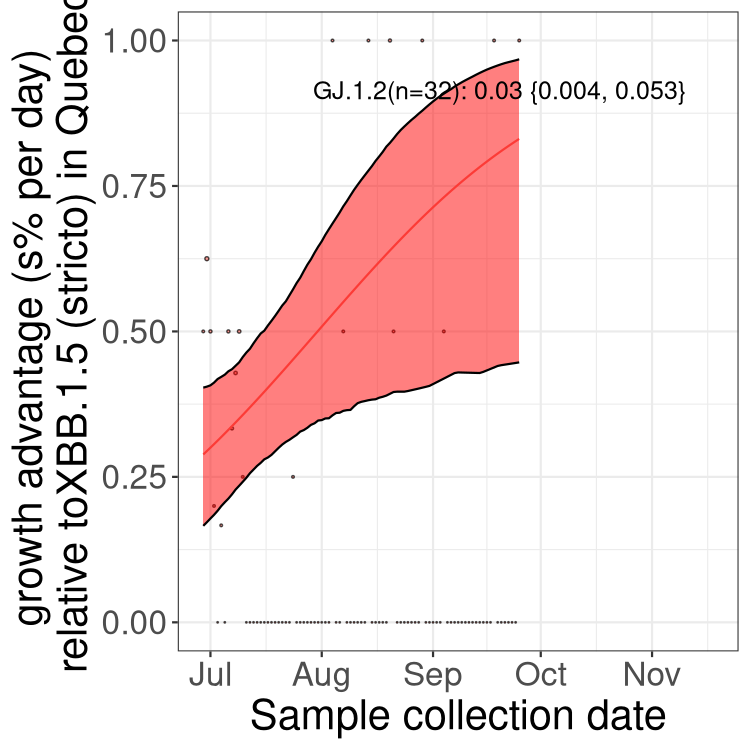 growth advantage (s% per day)
relative toXBB.1.5 (stricto) in Quebec
1.00
GJ.1.2(n=32): 0.03 {0.004, 0.053}
0.75
0.50
0.25
0.00
Jul Aug Sep Oct Nov
Sample collection date